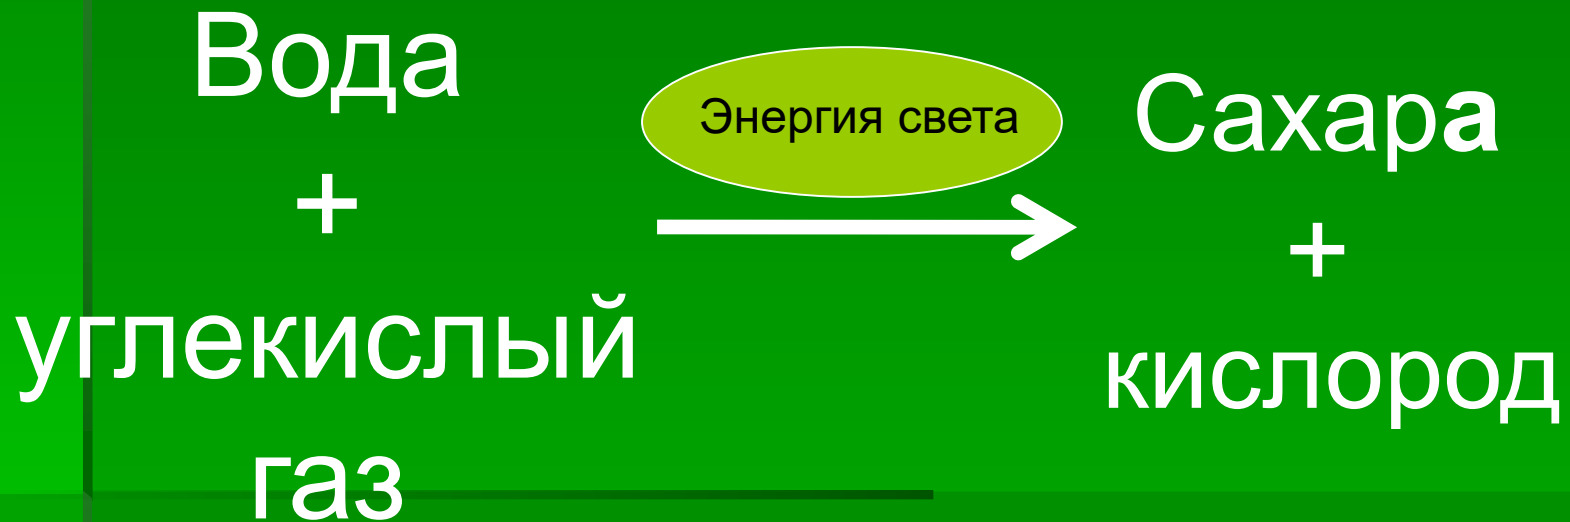 Вода
+
углекислый
газ
Энергия света
Сахара
+
кислород